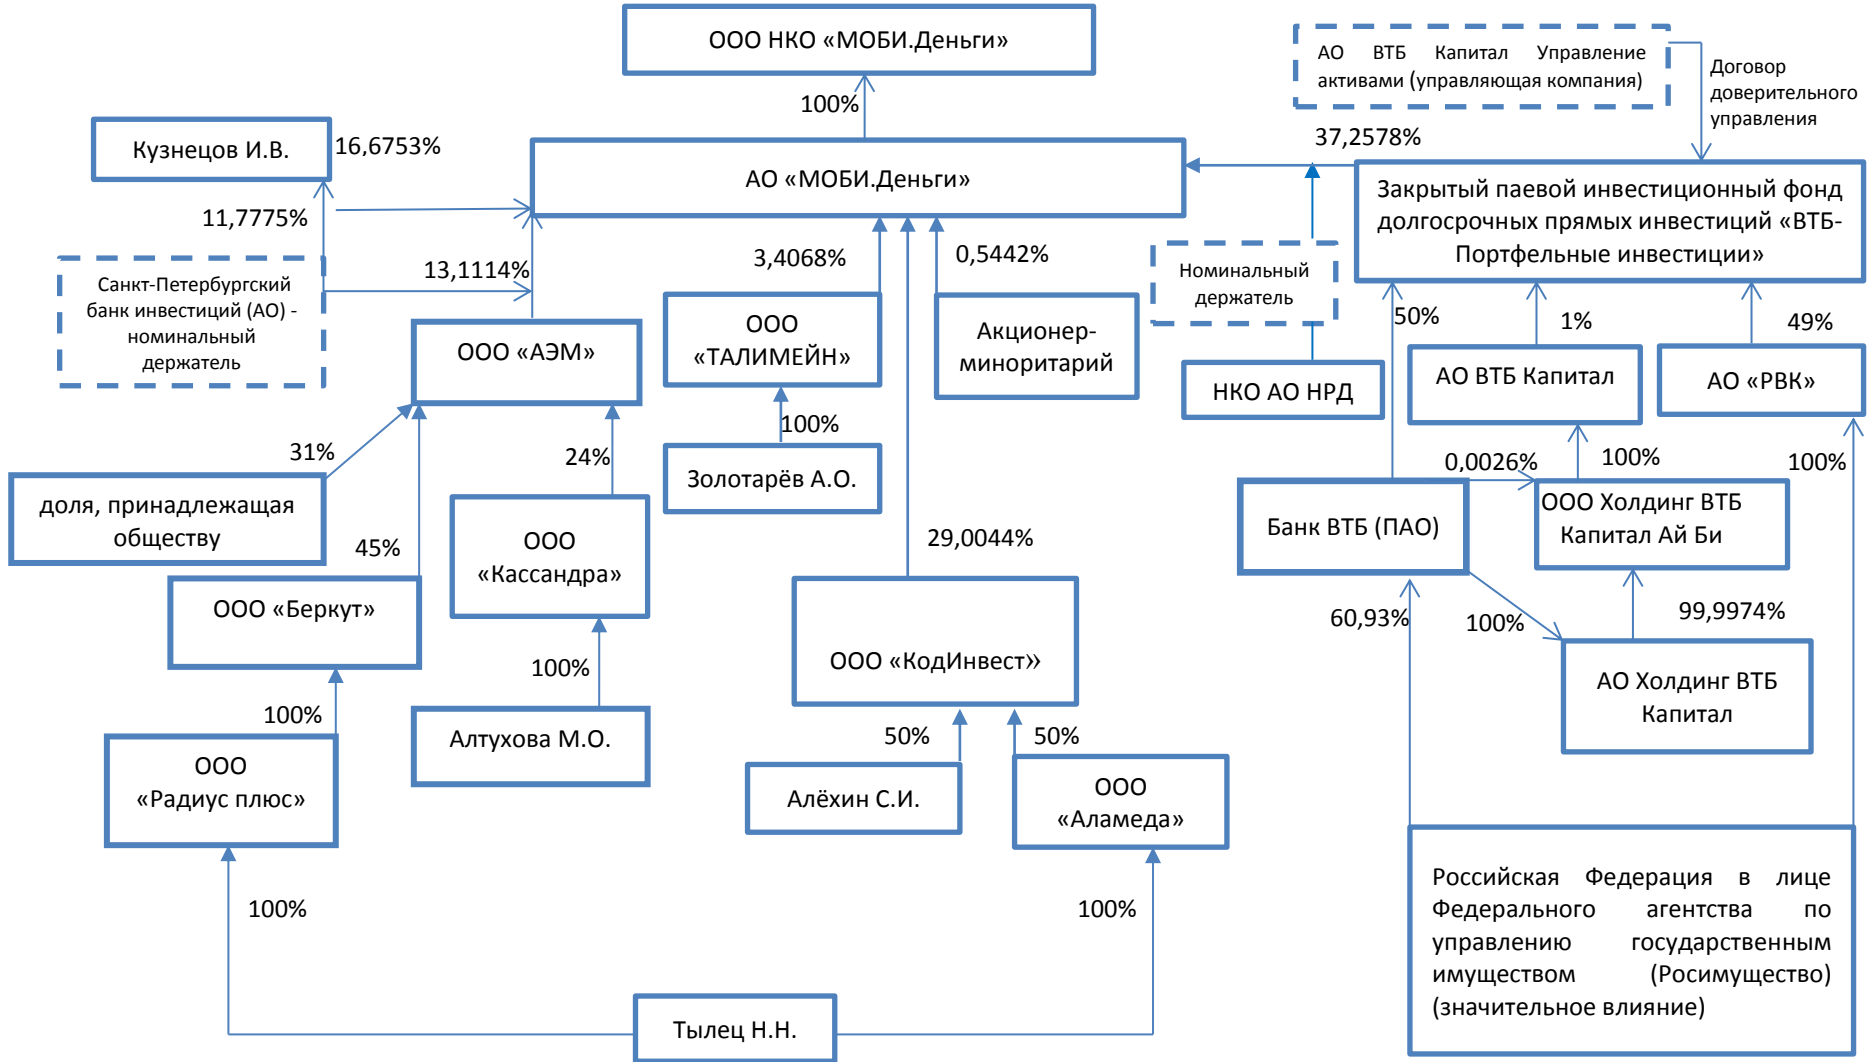 ООО НКО «МОБИ.Деньги»
АО ВТБ Капитал Управление
активами (управляющая компания)
Договор
доверительного
управления
100%
Кузнецов И.В.
16,6753%
37,2578%
АО «МОБИ.Деньги»
Закрытый паевой инвестиционный фонд
долгосрочных прямых инвестиций «ВТБ-
Портфельные инвестиции»
11,7775%
13,1114%
3,4068%
0,5442%
Санкт-Петербургский
банк инвестиций (АО) -
номинальный
держатель
Номинальный
держатель
50%
1%
49%
ООО «АЭМ»
ООО
«ТАЛИМЕЙН»
Акционер-
миноритарий
НКО АО НРД
АО ВТБ Капитал
АО «РВК»
31%
24%
100%
0,0026%
100%
100%
Золотарёв А.О.
доля, принадлежащая
обществу
45%
ООО
«Кассандра»
29,0044%
Банк ВТБ (ПАО)
ООО Холдинг ВТБ
Капитал Ай Би
ООО «Беркут»
60,93%
100%
99,9974%
100%
ООО «КодИнвест»
АО Холдинг ВТБ
Капитал
100%
Алтухова М.О.
50%
50%
ООО
«Радиус плюс»
Алёхин С.И.
ООО
«Аламеда»
100%
100%
Российская Федерация в лице
Федерального агентства по
управлению государственным
имуществом (Росимущество)
(значительное влияние)
Тылец Н.Н.